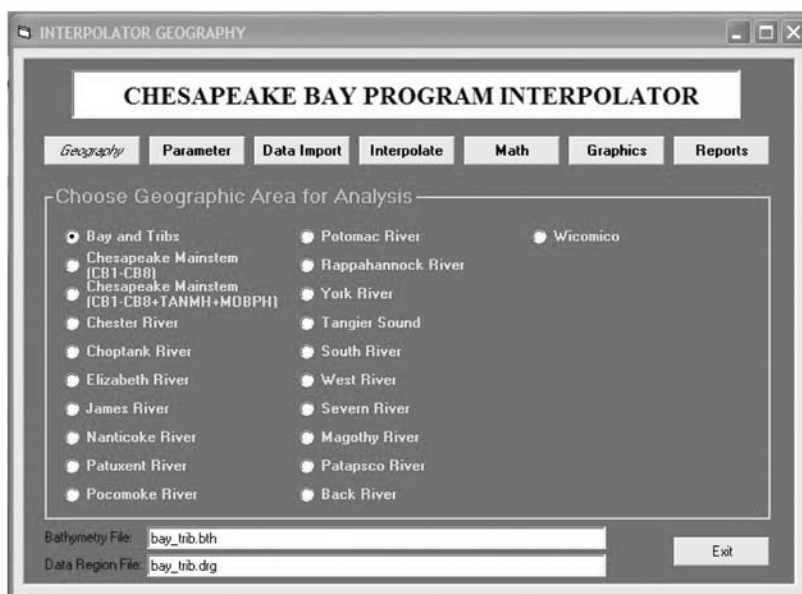 INTERPOLATOR GEOGRAPHY
CHESAPEAKE BAY PROGRAM INTERPOLATOR
Geography Parameter Data Import Interpolate Math Graphics Reports
Choose Geographic Area for Analysis
Bay and Tribs
Chesapeake Mainstem
(CB1-CB8)
Chesapeake Mainstem
(CB1-CB8+TANMH+MOBPH)
Chester River
Choptank River
Elizabeth River
James River
Nanticoke River
Patuxent River
Pocomoke River
Potomac River
Rappahannock River
York River
Tangier Sound
South River
West River
Severn River
Magothy River
Patapsco River
Back River
Wicomico
Bathymetry File: bay_trib.bth
Data Region File: bay_trib.drg
Exit